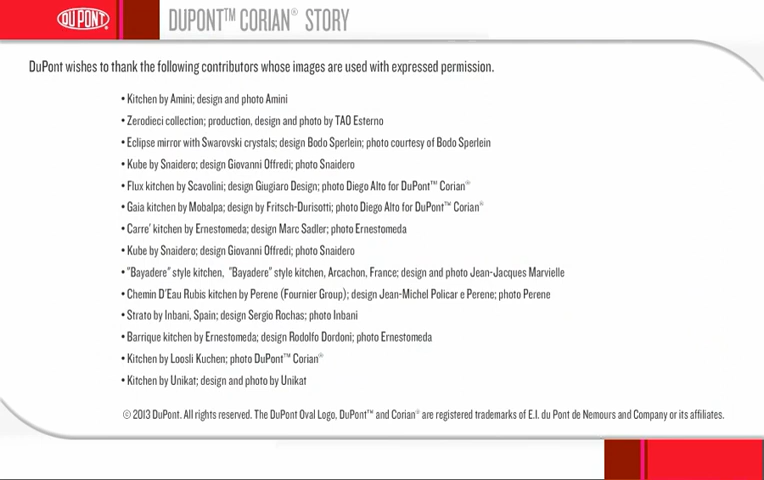 DU PONT®
DUPONT™ CORIAN® STORY
DuPont wishes to thank the following contributors whose images are used with expressed permission.
• Kitchen by Amini; design and photo Amini
• Zerodieci collection; production, design and photo by TAO Esterno
• Eclipse mirror with Swarovski crystals; design Bodo Sperlein; photo courtesy of Bodo Sperlein
• Kube by Snaidero; design Giovanni Offredi; photo Snaidero
• Flux kitchen by Scavolini; design Giugiaro Design; photo Diego Alto for DuPont™ Corian®
• Gaia kitchen by Mobalpa; design by Fritsch-Durisotti; photo Diego Alto for DuPont™ Corian®
• Carre' kitchen by Ernestomeda; design Marc Sadler; photo Ernestomeda
• Kube by Snaidero; design Giovanni Offredi; photo Snaidero
• "Bayadere" style kitchen, "Bayadere" style kitchen, Arcachon, France; design and photo Jean-Jacques Marvielle
• Chemin D'Eau Rubis kitchen by Perene (Fournier Group); design Jean-Michel Policar e Perene; photo Perene
• Strato by Inbani, Spain; design Sergio Rochas; photo Inbani
• Barrique kitchen by Ernestomeda; design Rodolfo Dordoni; photo Ernestomeda
• Kitchen by Loosli Kuchen; photo DuPont™ Corian®
• Kitchen by Unikat; design and photo by Unikat
© 2013 DuPont. All rights reserved. The DuPont Oval Logo, DuPont™ and Corian® are registered trademarks of E.I. du Pont de Nemours and Company or its affiliates.